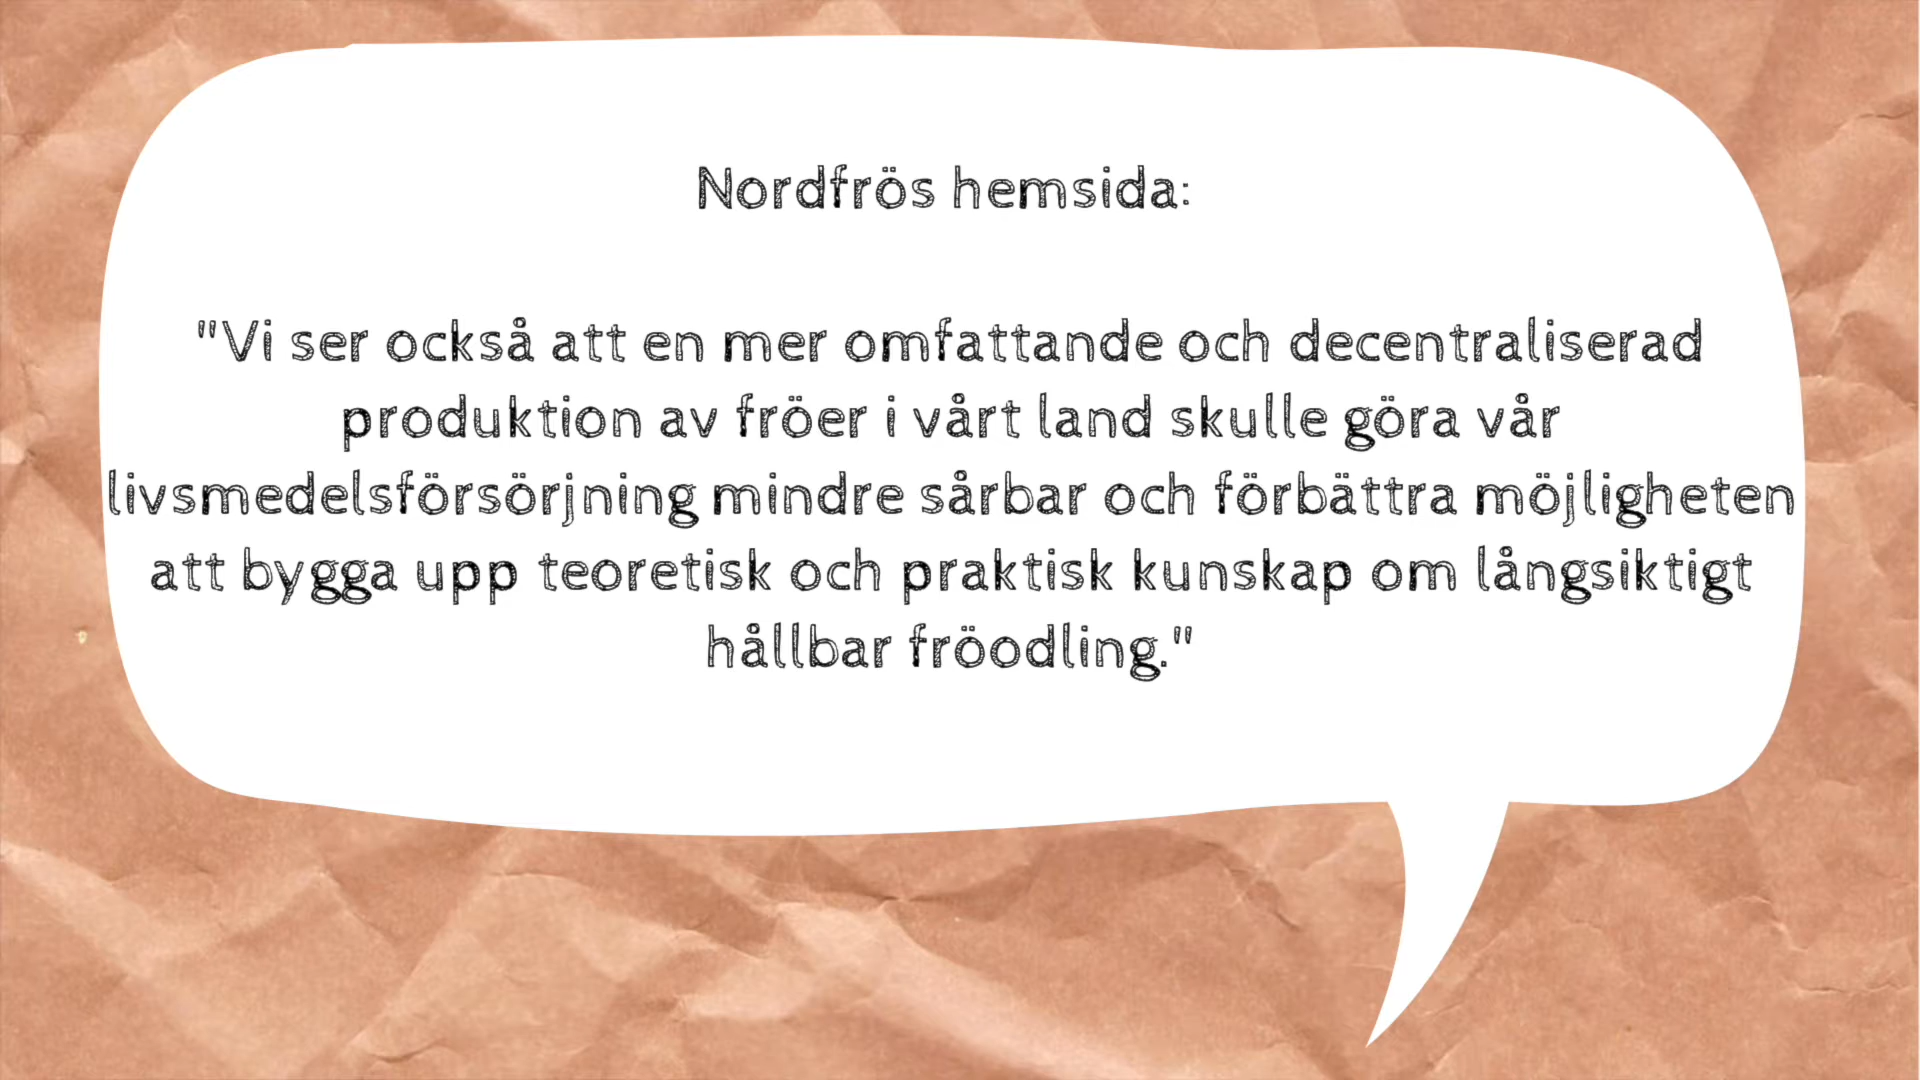 Nordfrös hemsida:
"Vi ser också att en mer omfattande och decentraliserad
produktion av fröer i vårt land skulle göra vår
livsmedelsförsörjning mindre sårbar och förbättra möjligheten
att bygga upp teoretisk och praktisk kunskap om långsiktigt
hållbar fröodling."